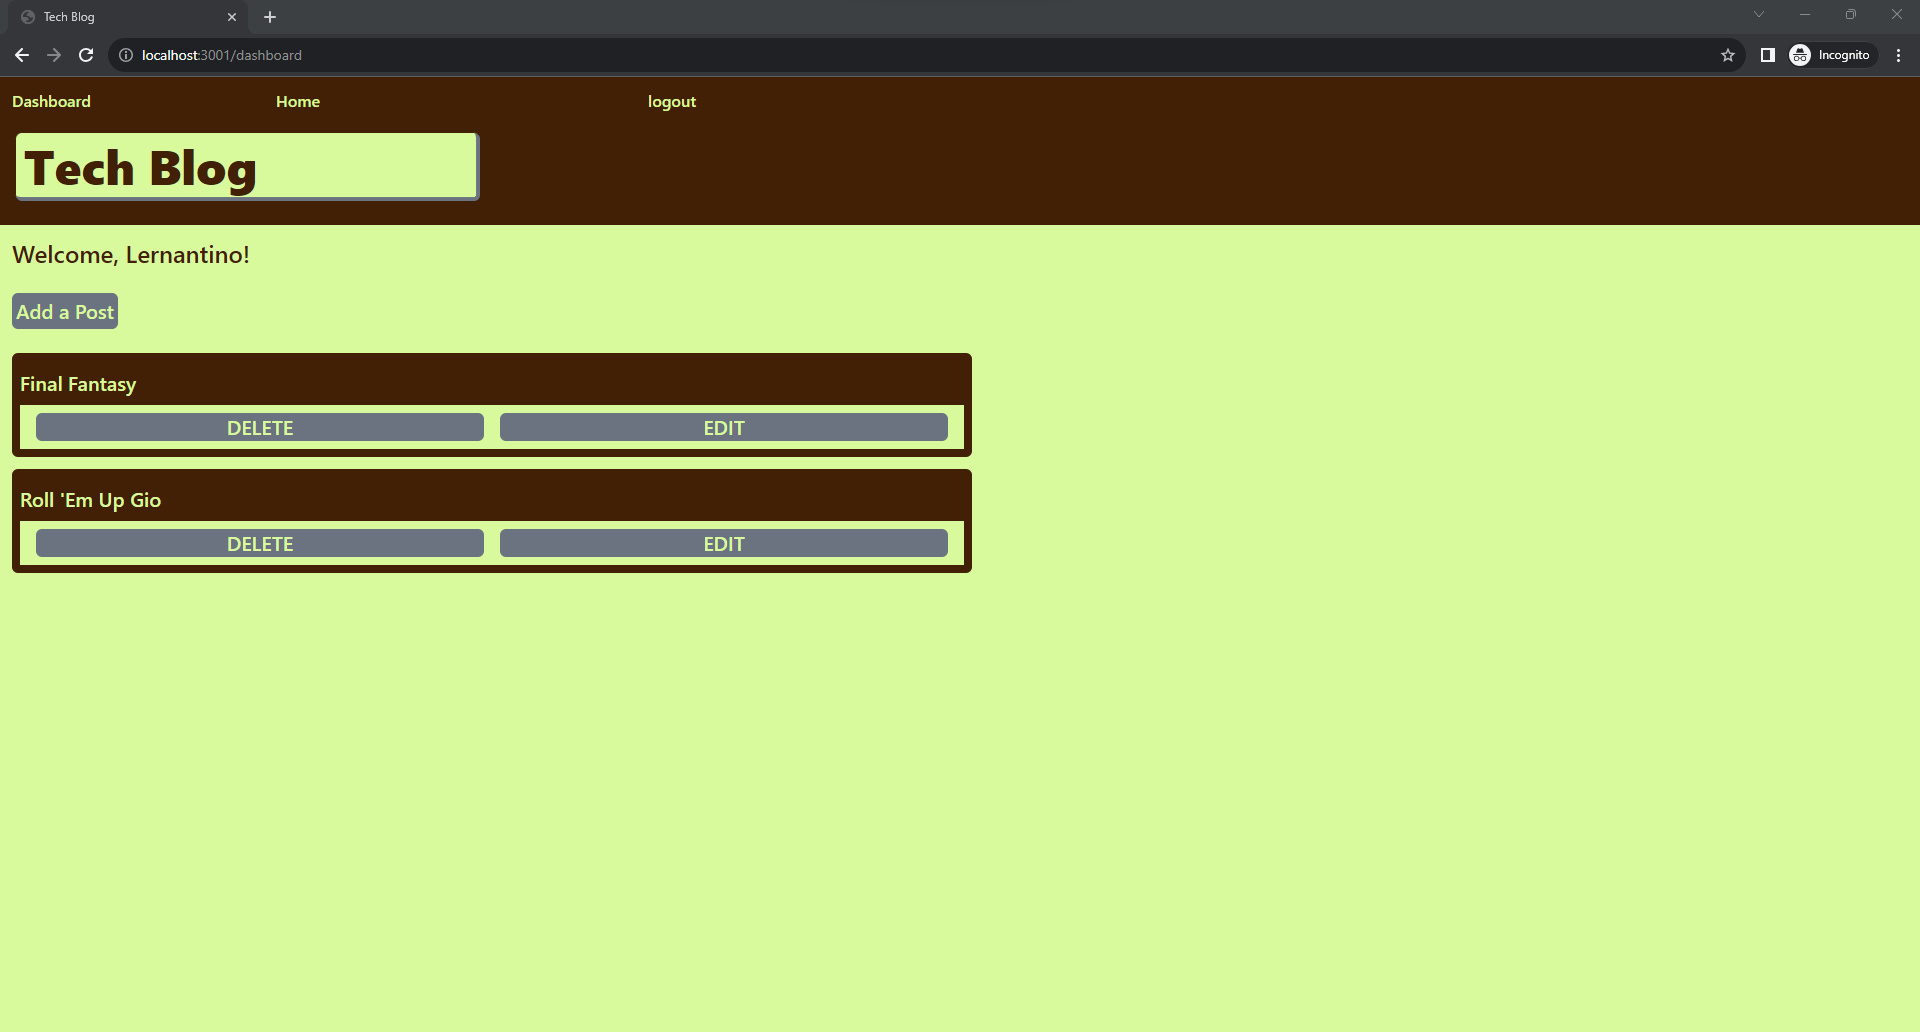 Tech Blog
localhost:3001/dashboard
Incognito
Dashboard Home logout
Tech Blog
Welcome, Lernantino!
Add a Post
Final Fantasy
DELETE EDIT
Roll 'Em Up Gio
DELETE EDIT